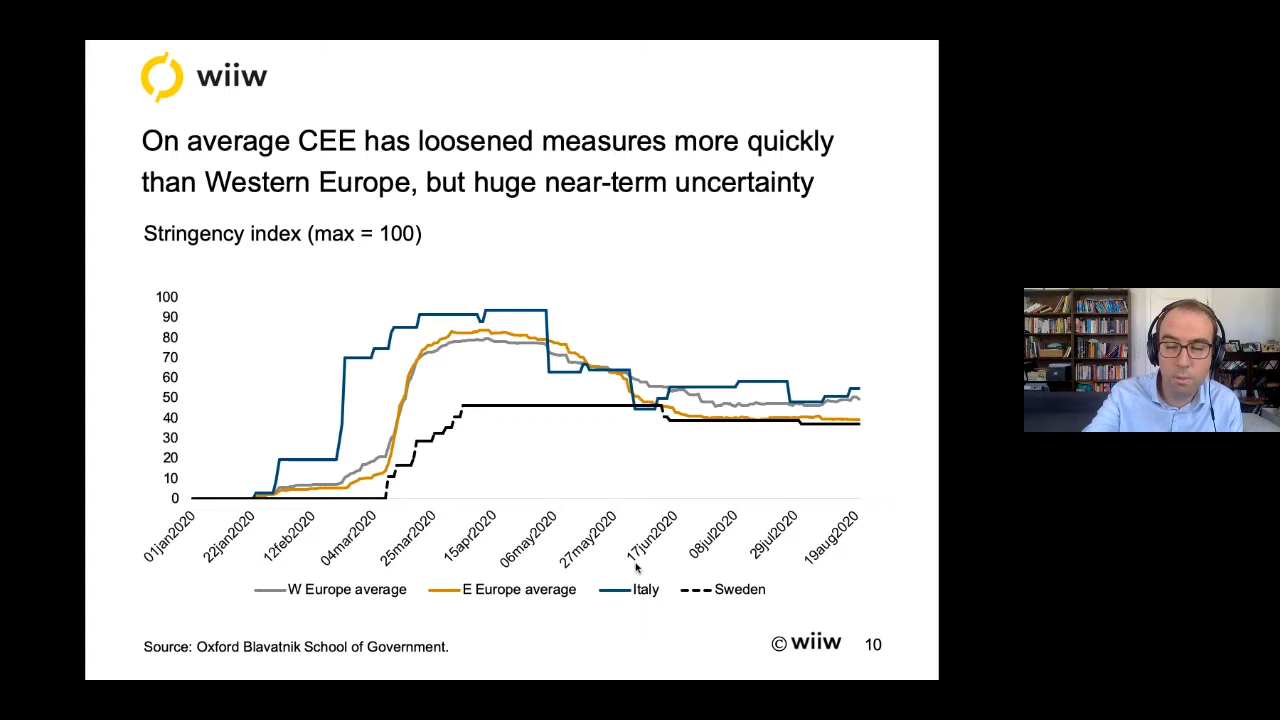 wiiw
On average CEE has loosened measures more quickly
than Western Europe, but huge near-term uncertainty
Stringency index (max = 100)
100
90
80
70
60
50
40
30
20
10
0
01jan2020
22jan2020
12feb2020
04mar2020
25mar2020
15apr2020
06may2020
27may2020
17jun2020
08jul2020
29jul2020
19aug2020
W Europe average
E Europe average
Italy
Sweden
Source: Oxford Blavatnik School of Government.
© wiiw
10